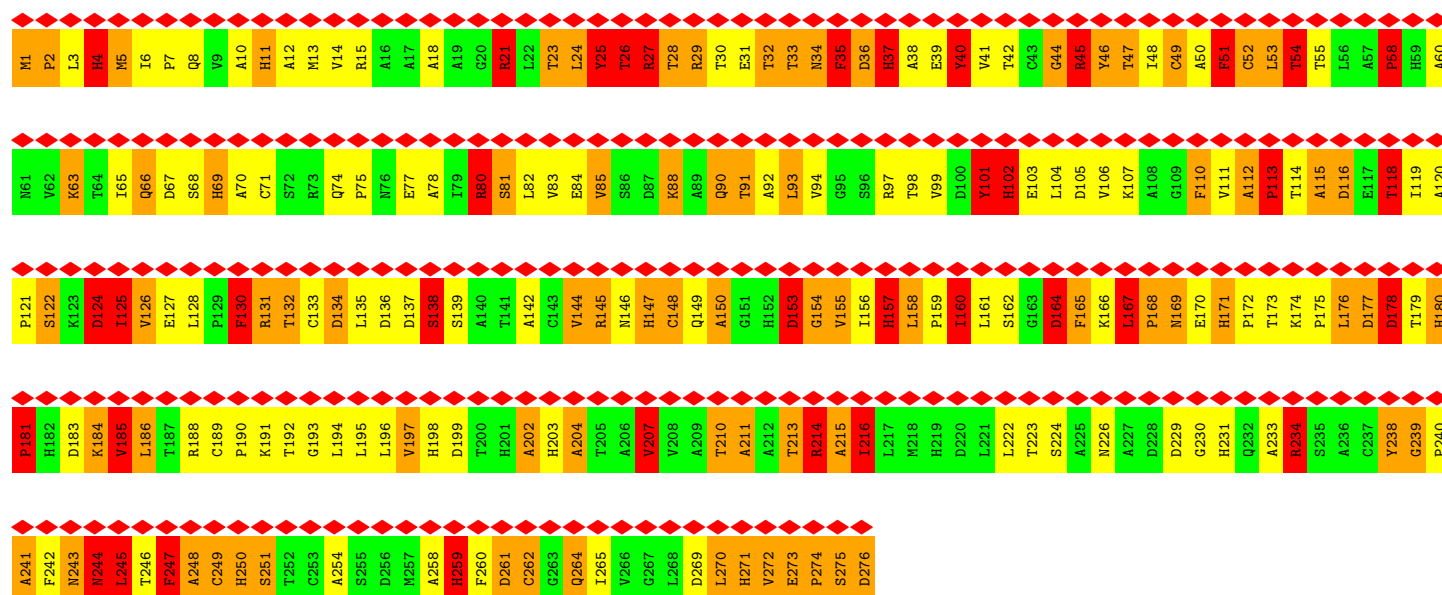 M1 P2 L3 H4 M5 I6 P7 Q8 V9 A10 H11 A12 M13 V14 R15 A16 A17 A18 A19 G20 R21 L22 T23 L24 Y25 T26 R27 T28 R29 T30 E31 T32 T33 N34 F35 D36 H37 A38 E39 Y40 V41 T42 C43 G44 R45 Y46 T47 I48 C49 A50 F51 C52 L53 T54 T55 L56 A57 P58 H59 A60
N61 V62 K63 T64 I65 Q66 D67 S68 H69 A70 C71 S72 R73 Q74 P75 N76 E77 A78 I79 R80 S81 L82 V83 E84 V85 S86 D87 K88 A89 Q90 T91 A92 L93 V94 G95 S96 R97 T98 V99 D100 Y101 H102 E103 L104 D105 V106 K107 A108 G109 F110 V111 A112 P113 T114 A115 D116 E117 T118 I119 A120
P121 S122 K123 D124 I125 V126 E127 L128 P129 F130 R131 T132 C133 D134 L135 D136 D137 S138 S139 A140 T141 A142 C143 V144 R145 N146 H147 C148 Q149 A150 G151 H152 D153 G154 V155 I156 H157 L158 P159 I160 L161 S162 G163 D164 F165 K166 L167 P168 N169 E170 H171 P172 T173 K174 P175 L176 D177 D178 T179 H180
P181 H182 D183 K184 V185 L186 T187 R188 C189 P190 K191 T192 G193 L194 L195 L196 V197 H198 D199 T200 H201 A202 H203 A204 T205 A206 V207 V208 A209 T210 A211 A212 T213 R214 A215 I216 L217 M218 H219 D220 L221 L222 T223 S224 A225 N226 A227 D228 D229 G230 H231 Q232 A233 R234 S235 A236 C237 Y238 G239 P240
A241 F242 N243 N244 L245 T246 F247 A248 C249 H250 S251 T252 C253 A254 S255 D256 M257 A258 H259 F260 D261 C262 G263 Q264 I265 V266 G267 L268 D269 L270 H271 V272 E273 P274 S275 D276